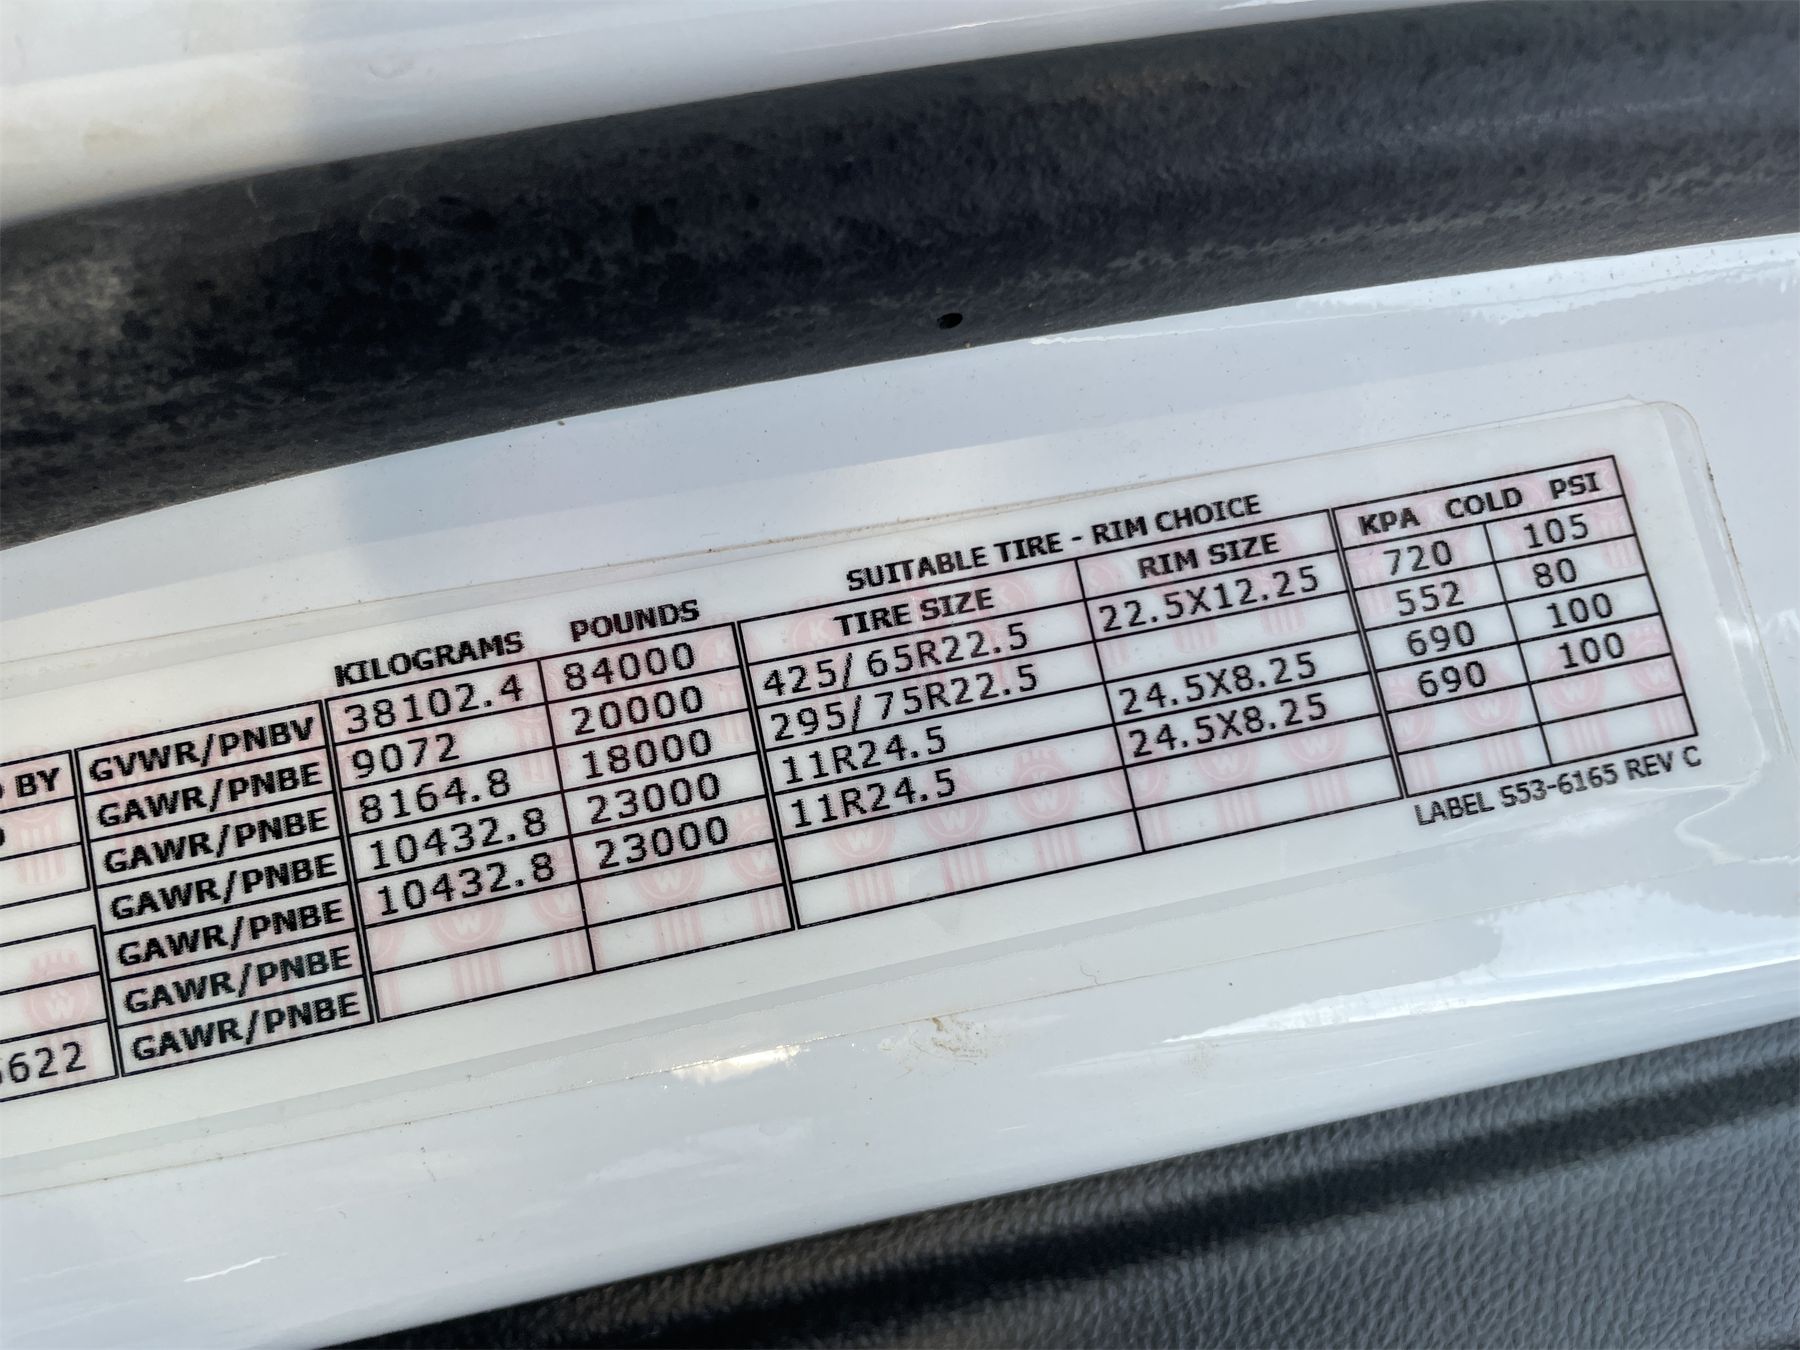 KILOGRAMS POUNDS SUITABLE TIRE - RIM CHOICE
BY GVWR/PNBV 38102.4 84000 TIRE SIZE RIM SIZE KPA COLD PSI
GAWR/PNBE 9072 20000 425/65R22.5 22.5X12.25 720 105
GAWR/PNBE 8164.8 18000 295/75R22.5 552 80
GAWR/PNBE 10432.8 23000 11R24.5 24.5X8.25 690 100
GAWR/PNBE 10432.8 23000 11R24.5 24.5X8.25 690 100
GAWR/PNBE
622 GAWR/PNBE
LABEL S53-6165 REV C